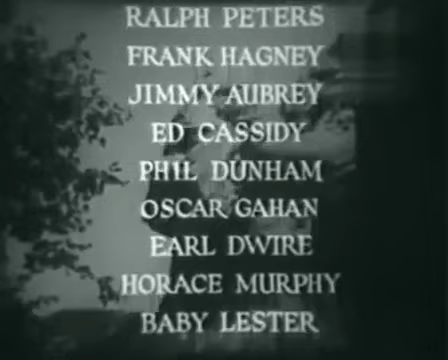 RALPH PETERS
FRANK HAGNEY
JIMMY AUBREY
ED CASSIDY
PHIL DUNHAM
OSCAR GAHAN
EARL DWIRE
HORACE MURPHY
BABY LESTER